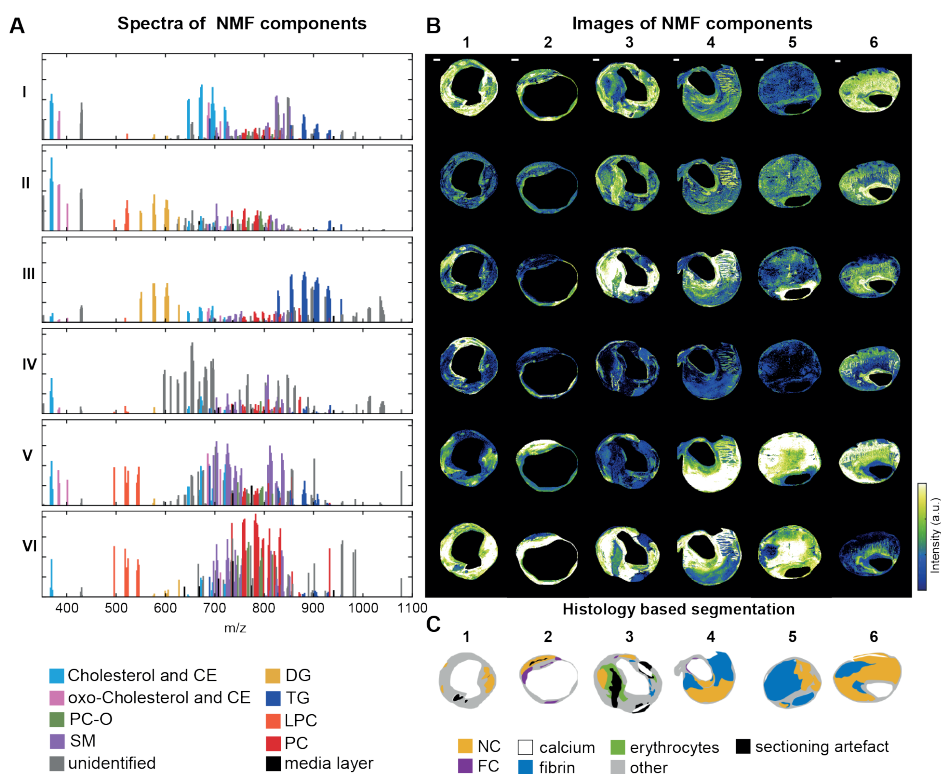 A
Spectra of NMF components
I
II
III
IV
V
VI
400 500 600 700 800 900 1000 1100
m/z
Cholesterol and CE
oxo-Cholesterol and CE
PC-O
SM
unidentified
DG
TG
LPC
PC
media layer
B
Images of NMF components
1 2 3 4 5 6
Intensity (a.u.)
Histology based segmentation
C
1 2 3 4 5 6
NC
FC
calcium
fibrin
erythrocytes
other
sectioning artefact